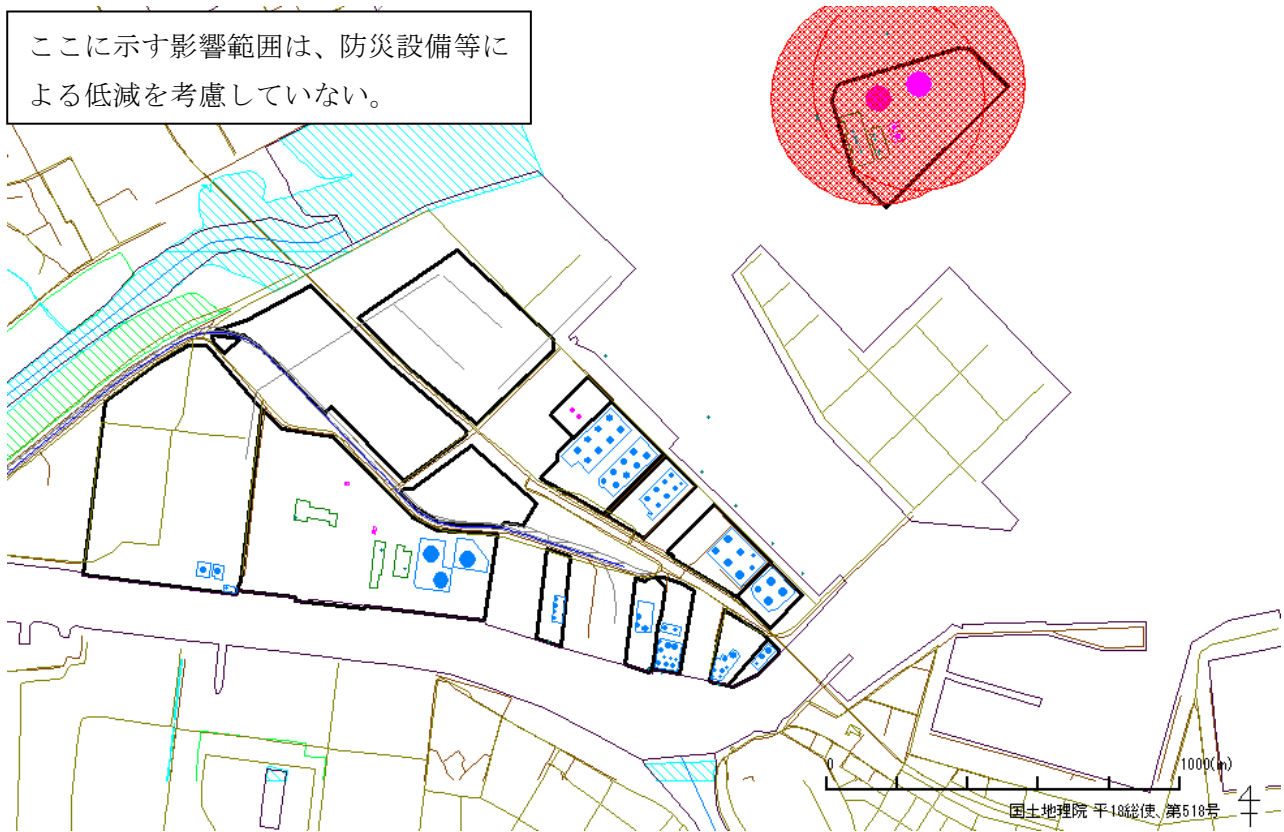 ここに示す影響範囲は、防災設備等に
よる低減を考慮していない。
0 1000(m)
国土地理院 平18総使、第518号